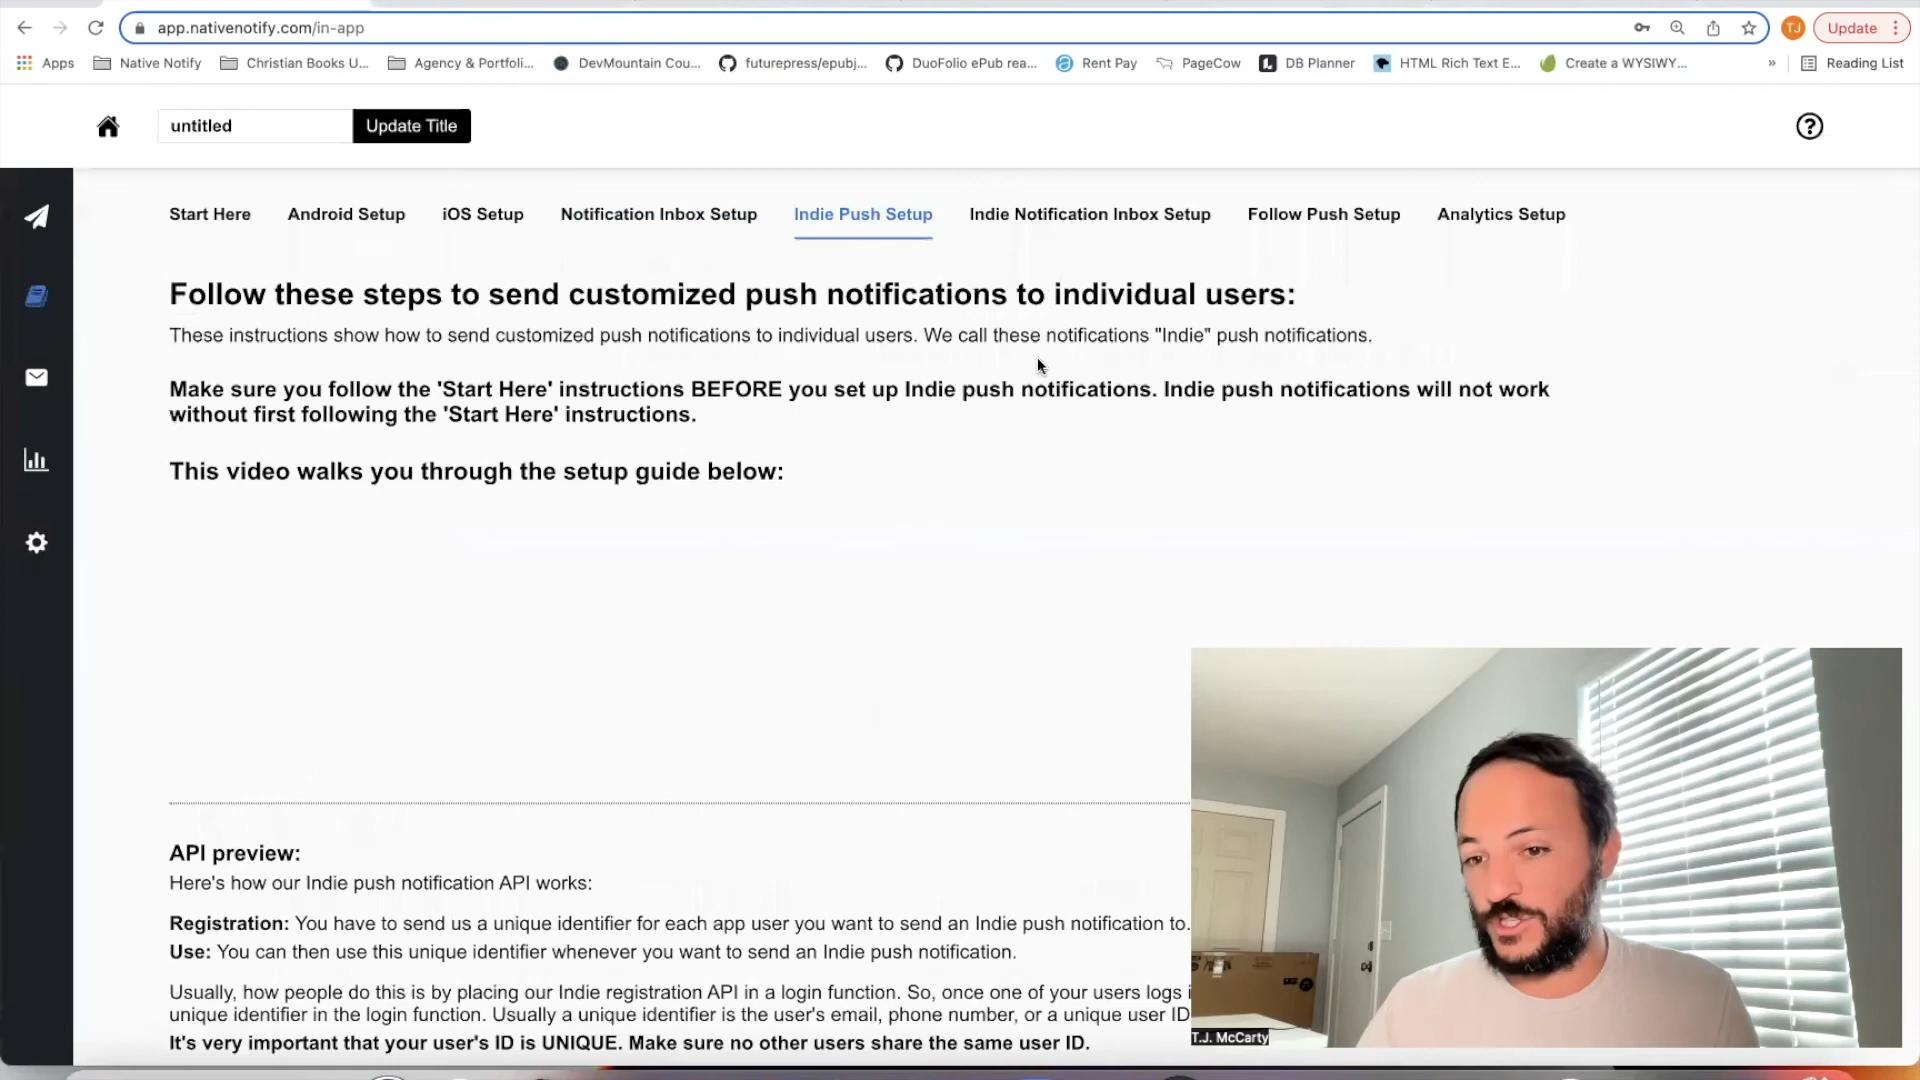 app.nativenotify.com/in-app
TJ
Update
Apps
Native Notify
Christian Books U...
Agency & Portfoli...
DevMountain Cou...
futurepress/epubj...
DuoFolio ePub rea...
Rent Pay
PageCow
DB Planner
HTML Rich Text E...
Create a WYSIWY...
»
Reading List
untitled
Update Title
Start Here
Android Setup
iOS Setup
Notification Inbox Setup
Indie Push Setup
Indie Notification Inbox Setup
Follow Push Setup
Analytics Setup
Follow these steps to send customized push notifications to individual users:
These instructions show how to send customized push notifications to individual users. We call these notifications "Indie" push notifications.
Make sure you follow the 'Start Here' instructions BEFORE you set up Indie push notifications. Indie push notifications will not work
without first following the 'Start Here' instructions.
This video walks you through the setup guide below:
API preview:
Here's how our Indie push notification API works:
Registration: You have to send us a unique identifier for each app user you want to send an Indie push notification to.
Use: You can then use this unique identifier whenever you want to send an Indie push notification.
Usually, how people do this is by placing our Indie registration API in a login function. So, once one of your users logs i
unique identifier in the login function. Usually a unique identifier is the user's email, phone number, or a unique user ID
It's very important that your user's ID is UNIQUE. Make sure no other users share the same user ID.
T.J. McCarty